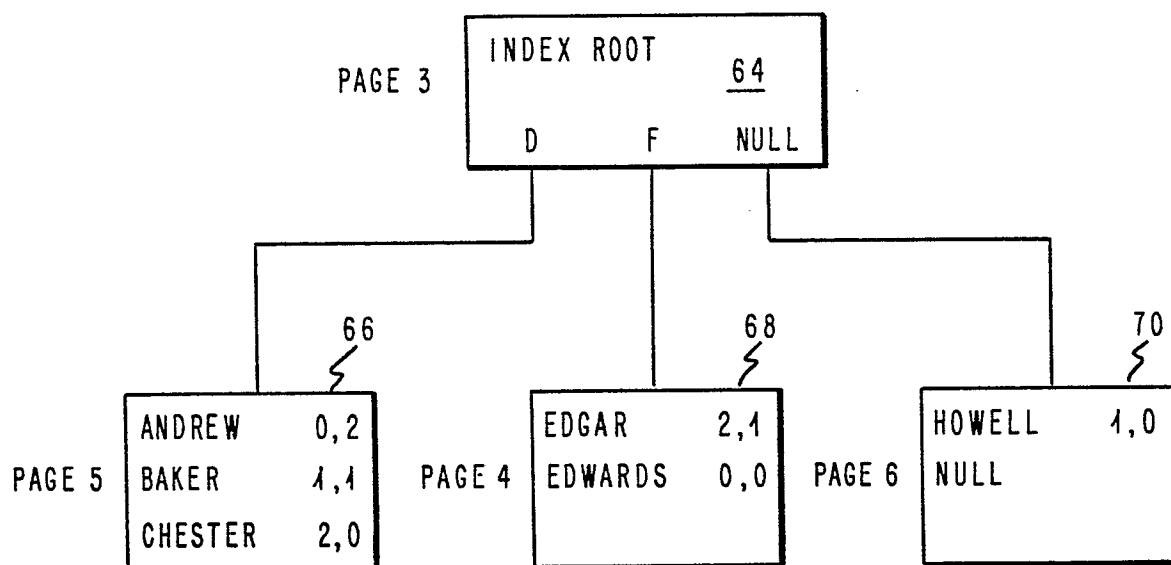 INDEX ROOT
64
PAGE 3
D F NULL
66
68
70
ANDREW 0,2
BAKER 1,1
CHESTER 2,0
PAGE 5
EDGAR 2,1
EDWARDS 0,0
PAGE 4
HOWELL 1,0
NULL
PAGE 6